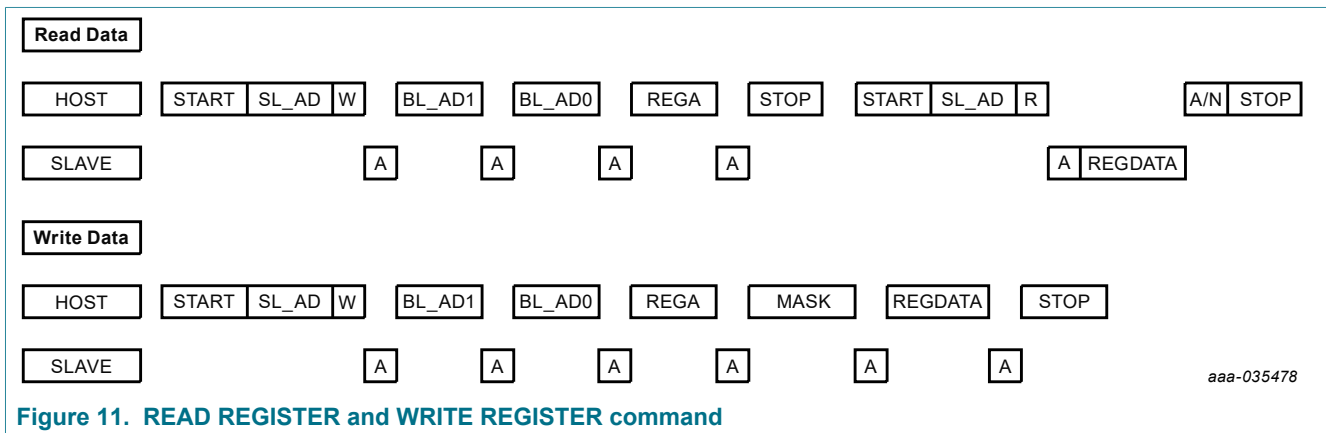 Read Data
HOST START SL_AD W BL_AD1 BL_AD0 REGA STOP START SL_AD R A/N STOP
SLAVE A A A A A REGDATA
Write Data
HOST START SL_AD W BL_AD1 BL_AD0 REGA MASK REGDATA STOP
SLAVE A A A A A A
aaa-035478
Figure 11. READ REGISTER and WRITE REGISTER command